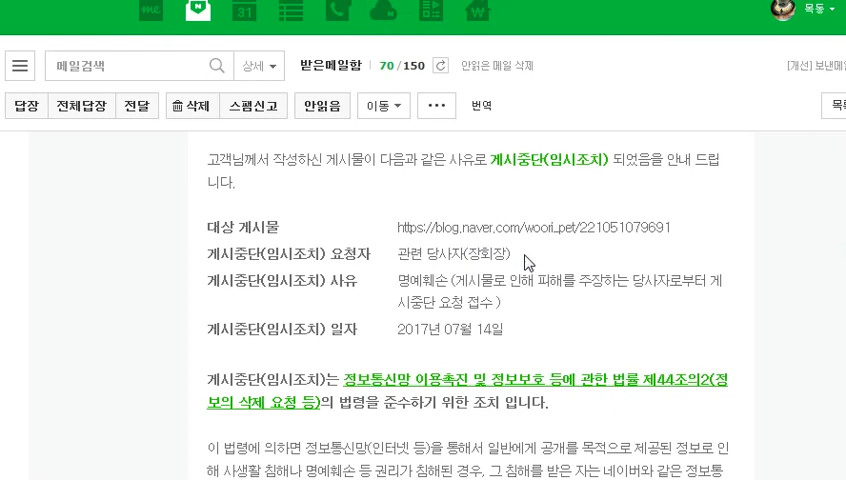 31
N
W
목동
메일검색
상세
받은메일함 70 / 150
안읽은 메일 삭제
[개선] 보낸메일
답장 전체답장 전달 삭제 스팸신고 안읽음 이동 ••• 번역 목록
고객님께서 작성하신 게시물이 다음과 같은 사유로 게시중단(임시조치) 되었음을 안내 드립
니다.
대상 게시물 https://blog.naver.com/woori_pet/221051079691
게시중단(임시조치) 요청자 관련 당사자(장회장)
게시중단(임시조치) 사유 명예훼손 (게시물로 인해 피해를 주장하는 당사자로부터 게
시중단 요청 접수 )
게시중단(임시조치) 일자 2017년 07월 14일
게시중단(임시조치)는 정보통신망 이용촉진 및 정보보호 등에 관한 법률 제44조의2(정
보의 삭제 요청 등)의 법령을 준수하기 위한 조치 입니다.
이 법령에 의하면 정보통신망(인터넷 등)을 통해서 일반에게 공개를 목적으로 제공된 정보로 인
해 사생활 침해나 명예훼손 등 권리가 침해된 경우, 그 침해를 받은 자는 네이버와 같은 정보통